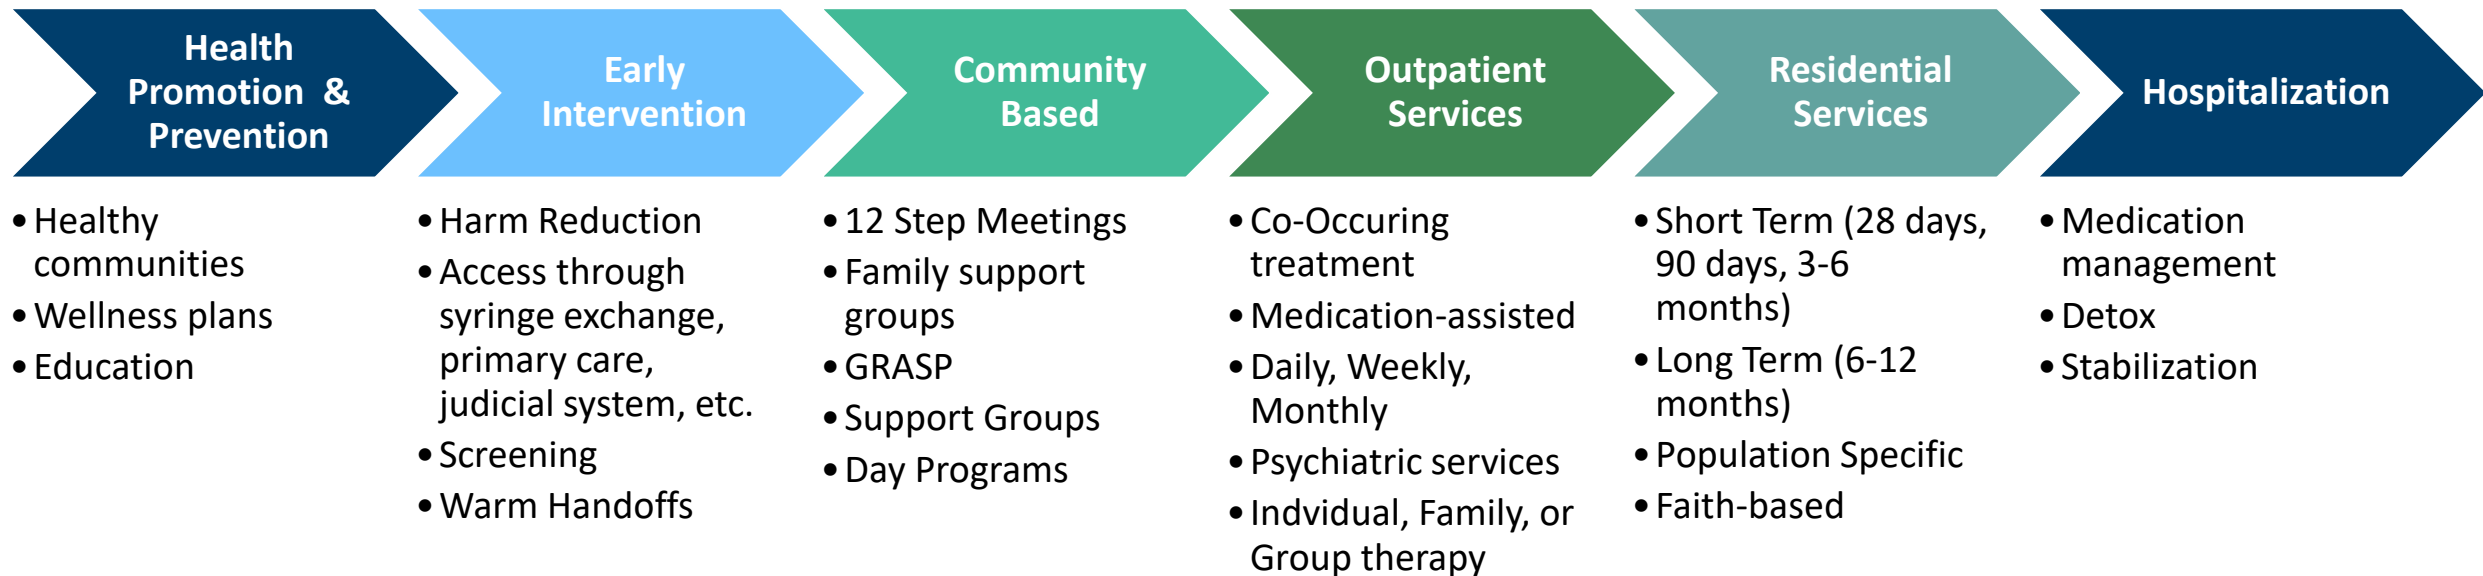 Health
Promotion & 
Prevention
• Healthy
communities
• Wellness plans
• Education
Early
Intervention
• Harm Reduction
• Access through
syringe exchange,
primary care,
judicial system, etc.
• Screening
• Warm Handoffs
Community
Based
• 12 Step Meetings
• Family support
groups
• GRASP
• Support Groups
• Day Programs
Outpatient
Services
• Co-Occuring
treatment
• Medication-assisted
• Daily, Weekly,
Monthly
• Psychiatric services
• Indvidual, Family, or
Group therapy
Residential
Services
• Short Term (28 days,
90 days, 3-6
months)
• Long Term (6-12
months)
• Population Specific
• Faith-based
Hospitalization
• Medication
management
• Detox
• Stabilization